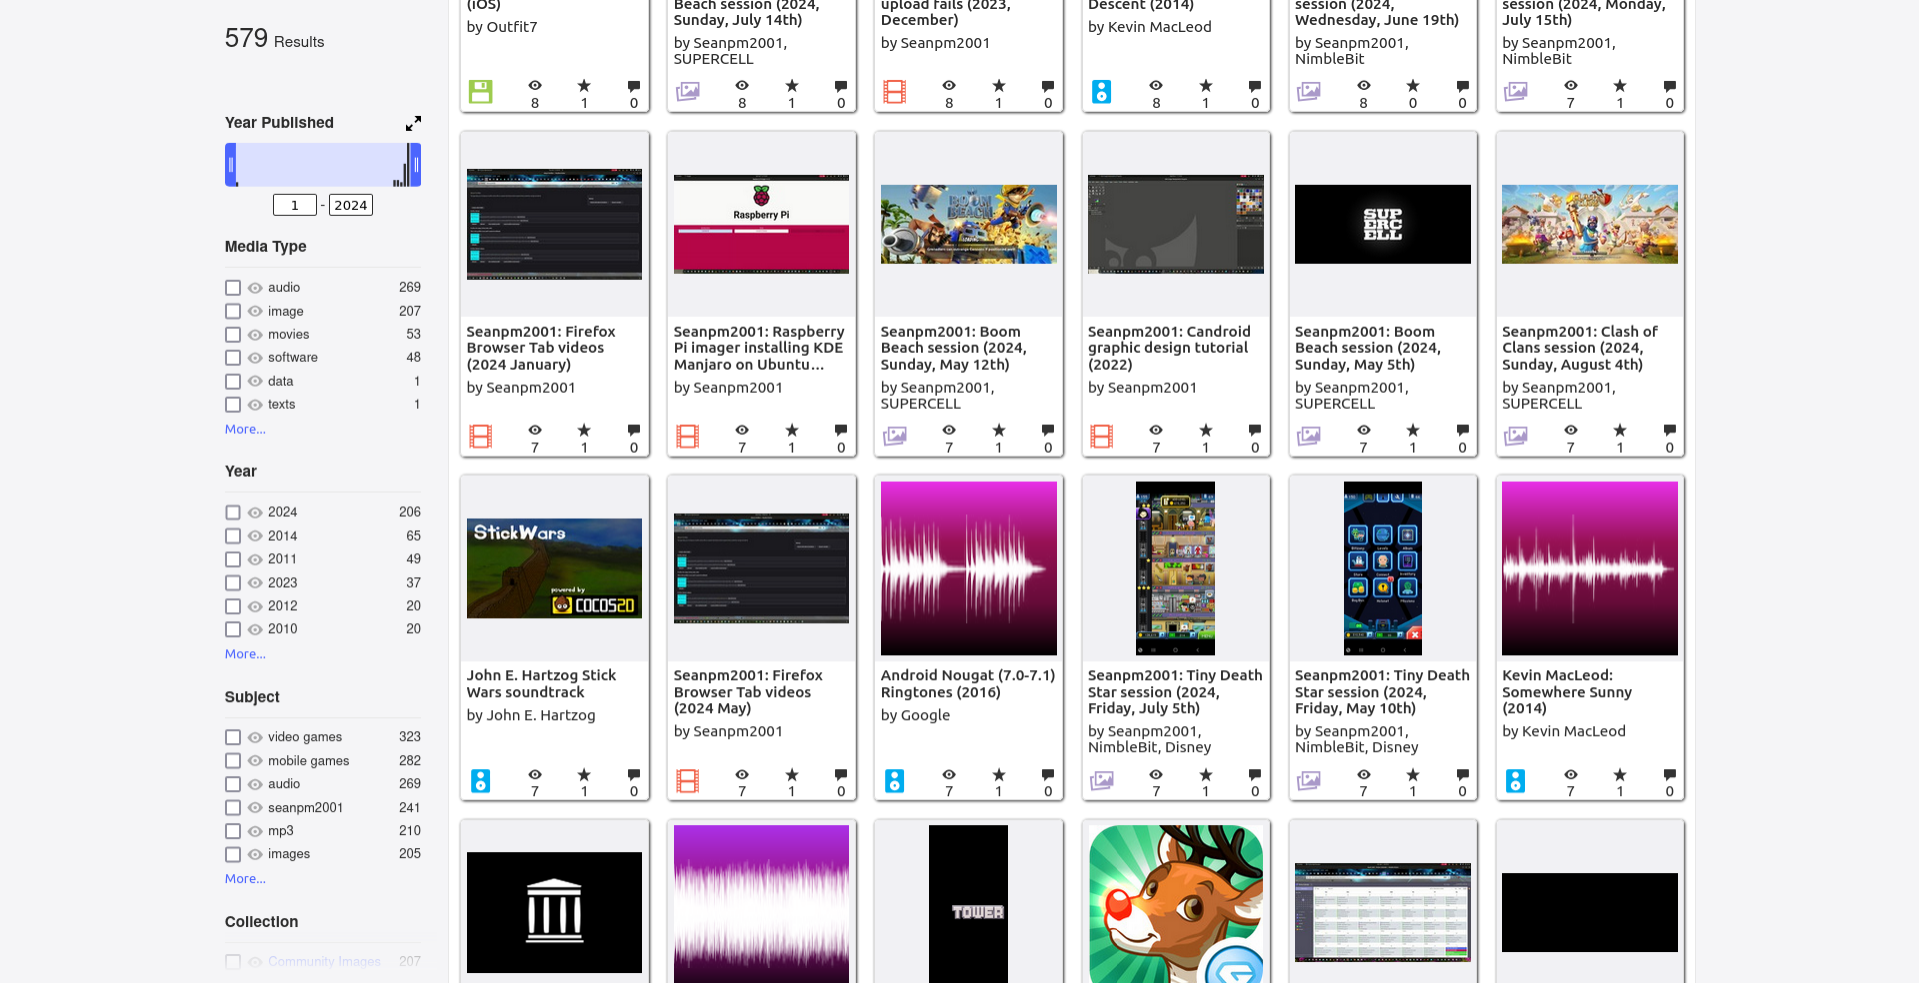 579 Results
Year Published
1 - 2024
Media Type
audio 269
image 207
movies 53
software 48
data 1
texts 1
More...
Year
2024 206
2014 65
2011 49
2023 37
2012 20
2010 20
More...
Subject
video games 323
mobile games 282
audio 269
seanpm2001 241
mp3 210
images 205
More...
Collection
Community Images 207
(iOS)
by Outfit7
8 1 0
Beach session (2024,
Sunday, July 14th)
by Seanpm2001,
SUPERCELL
8 1 0
upload fails (2023,
December)
by Seanpm2001
8 1 0
Descent (2014)
by Kevin MacLeod
8 1 0
session (2024,
Wednesday, June 19th)
by Seanpm2001,
NimbleBit
8 0 0
session (2024, Monday,
July 15th)
by Seanpm2001,
NimbleBit
7 1 0
Seanpm2001: Firefox
Browser Tab videos
(2024 January)
by Seanpm2001
7 1 0
Raspberry Pi
Seanpm2001: Raspberry
Pi imager installing KDE
Manjaro on Ubuntu...
by Seanpm2001
7 1 0
BOOM
BEACH
Seanpm2001: Boom
Beach session (2024,
Sunday, May 12th)
by Seanpm2001,
SUPERCELL
7 1 0
Seanpm2001: Candroid
graphic design tutorial
(2022)
by Seanpm2001
7 1 0
SUP
ERC
ELL
Seanpm2001: Boom
Beach session (2024,
Sunday, May 5th)
by Seanpm2001,
SUPERCELL
7 1 0
Seanpm2001: Clash of
Clans session (2024,
Sunday, August 4th)
by Seanpm2001,
SUPERCELL
7 1 0
StickWars
powered by
COCOS2D
John E. Hartzog Stick
Wars soundtrack
by John E. Hartzog
7 1 0
Seanpm2001: Firefox
Browser Tab videos
(2024 May)
by Seanpm2001
7 1 0
Android Nougat (7.0-7.1)
Ringtones (2016)
by Google
7 1 0
Seanpm2001: Tiny Death
Star session (2024,
Friday, July 5th)
by Seanpm2001,
NimbleBit, Disney
7 1 0
Seanpm2001: Tiny Death
Star session (2024,
Friday, May 10th)
by Seanpm2001,
NimbleBit, Disney
7 1 0
Kevin MacLeod:
Somewhere Sunny
(2014)
by Kevin MacLeod
7 1 0
TOWER